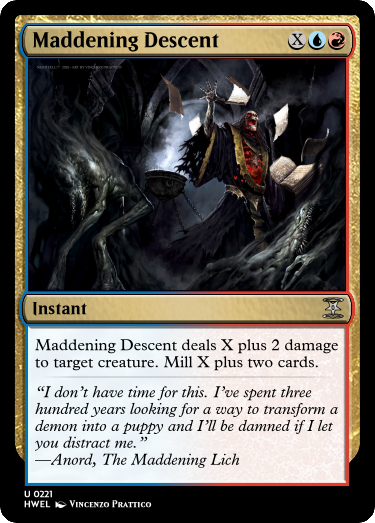 Maddening Descent X
Instant
Maddening Descent deals X plus 2 damage
to target creature. Mill X plus two cards.
“I don’t have time for this. I’ve spent three
hundred years looking for a way to transform a
demon into a puppy and I’ll be damned if I let
you distract me.”
—Anord, The Maddening Lich
U 0221
HWEL Vincenzo Prattico